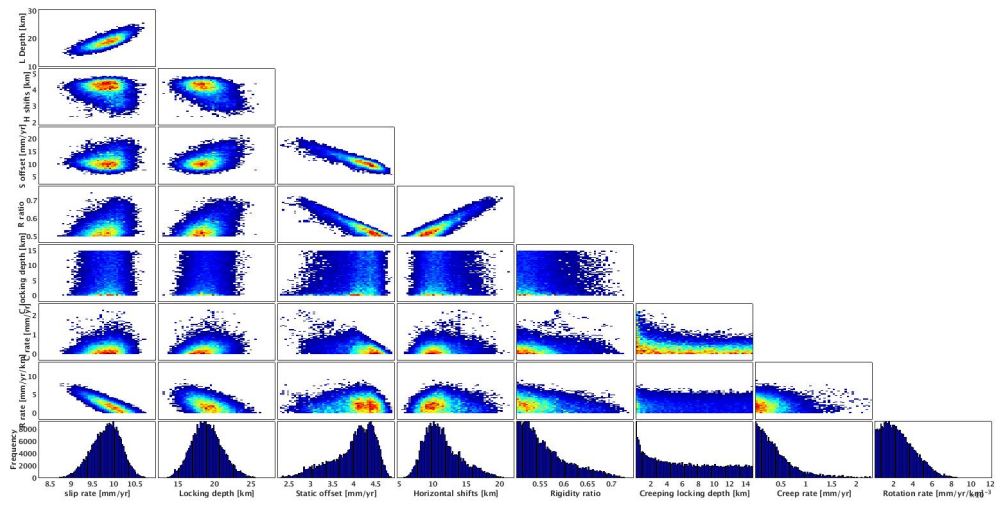 30
L Depth [km]
20
10
5
H shifts [km]
4
3
2
S offset [mm/yr]
20
15
10
5
R ratio
0.7
0.6
0.5
locking depth [km]
15
10
5
0
rate [mm/yr]
2
1
0
R rate [mm/yr/km]
10
5
0
Frequency
8000
6000
4000
2000
0
8.5 9 9.5 10 10.5
15 20 25
2.5 3 3.5 4 4.5
5 10 15 20
0.55 0.6 0.65 0.7
2 4 6 8 10 12 14
0.5 1 1.5 2
2 4 6 8 10 12
slip rate [mm/yr]
Locking depth [km]
Static offset [mm/yr]
Horizontal shifts [km]
Rigidity ratio
Creeping locking depth [km]
Creep rate [mm/yr]
Rotation rate [mm/yr/km]